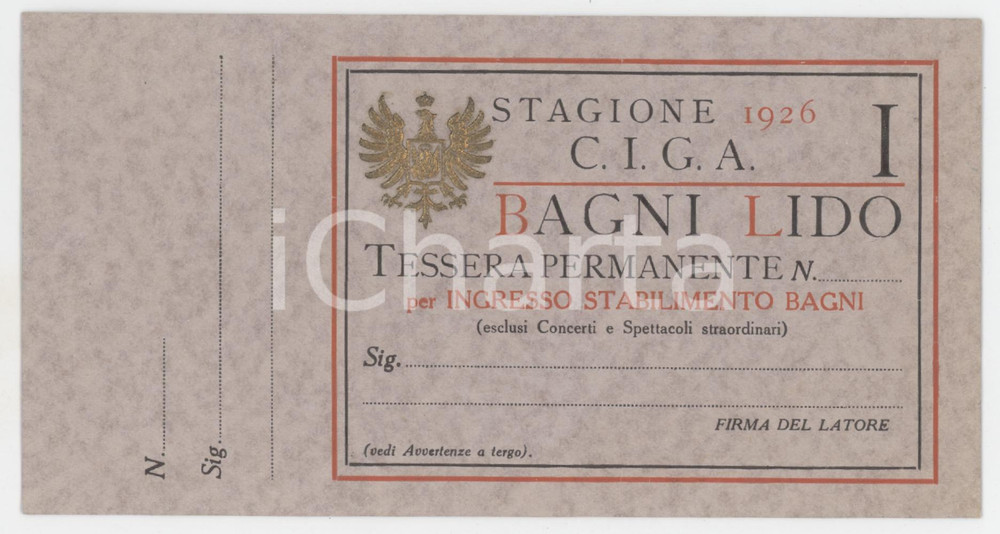 STAGIONE 1926
C. I. G. A.
I
BAGNI LIDO
TESSERA PERMANENTE N.
per INGRESSO STABILIMENTO BAGNI
(esclusi Concerti e Spettacoli straordinari)
Sig.
FIRMA DEL LATORE
(vedi Avvertenze a tergo).
N.
Sig.
iCharta